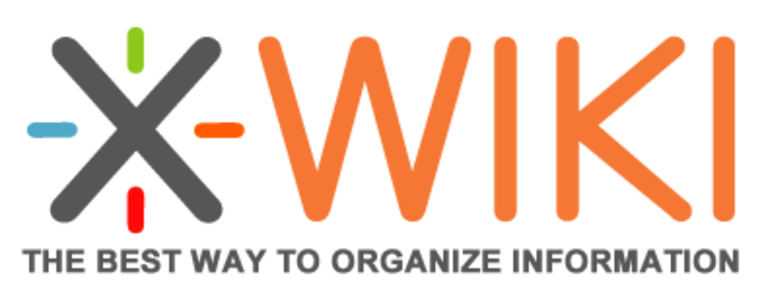 XWIKI
THE BEST WAY TO ORGANIZE INFORMATION